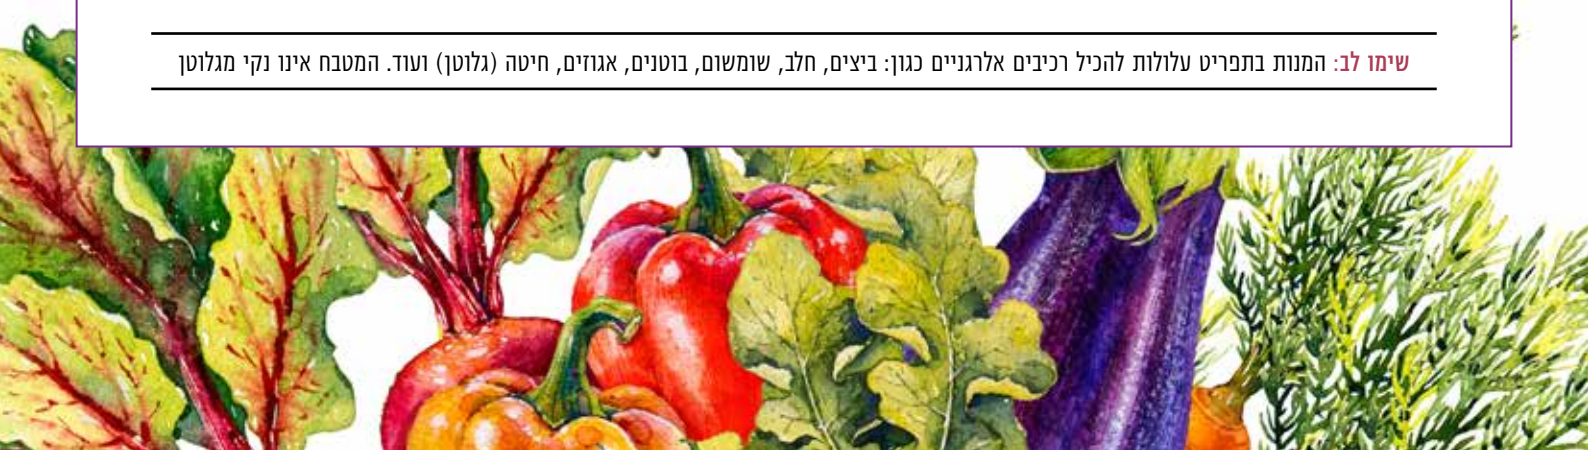 שימו לב: המנות בתפריט עלולות להכיל רכיבים אלרגניים כגון: ביצים, חלב, שומשום, בוטנים, אגוזים, חיטה (גלוטן) ועוד. המטבח אינו נקי מגלוטן